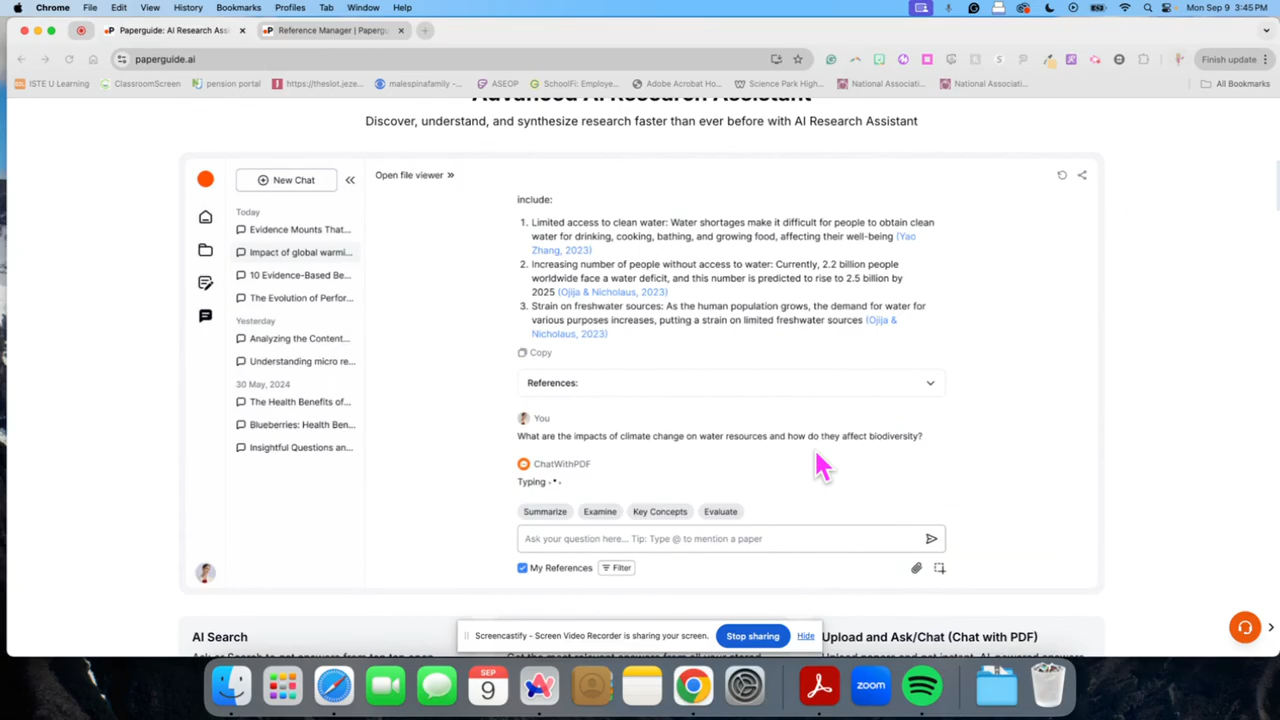 Chrome File Edit View History Bookmarks Profiles Tab Window Help Mon Sep 9 3:45 PM
Paperguide: AI Research Ass Reference Manager | Paperg
paperguide.ai Finish update
ISTE U Learning ClassroomScreen pension portal https://theslot.jeze... malespinafamily -... ASEOP SchoolFi: Employe... Adobe Acrobat Ho... Science Park High... National Associati... National Associati... All Bookmarks
Advanced AI Research Assistant
Discover, understand, and synthesize research faster than ever before with AI Research Assistant
New Chat
Open file viewer »
Today
Evidence Mounts That...
Impact of global warmi...
10 Evidence-Based Be...
The Evolution of Perfor...
Yesterday
Analyzing the Content...
Understanding micro re...
30 May, 2024
The Health Benefits of...
Blueberries: Health Ben...
Insightful Questions an...
include:
1. Limited access to clean water: Water shortages make it difficult for people to obtain clean
water for drinking, cooking, bathing, and growing food, affecting their well-being (Yao
Zhang, 2023)
2. Increasing number of people without access to water: Currently, 2.2 billion people
worldwide face a water deficit, and this number is predicted to rise to 2.5 billion by
2025 (Ojija & Nicholaus, 2023)
3. Strain on freshwater sources: As the human population grows, the demand for water for
various purposes increases, putting a strain on limited freshwater sources (Ojija &
Nicholaus, 2023)
Copy
References:
You
What are the impacts of climate change on water resources and how do they affect biodiversity?
ChatWithPDF
Typing
Summarize Examine Key Concepts Evaluate
Ask your question here... Tip: Type @ to mention a paper
My References Filter
AI Search
Upload and Ask/Chat (Chat with PDF)
Screencastify - Screen Video Recorder is sharing your screen. Stop sharing Hide
SEP
9
zoom